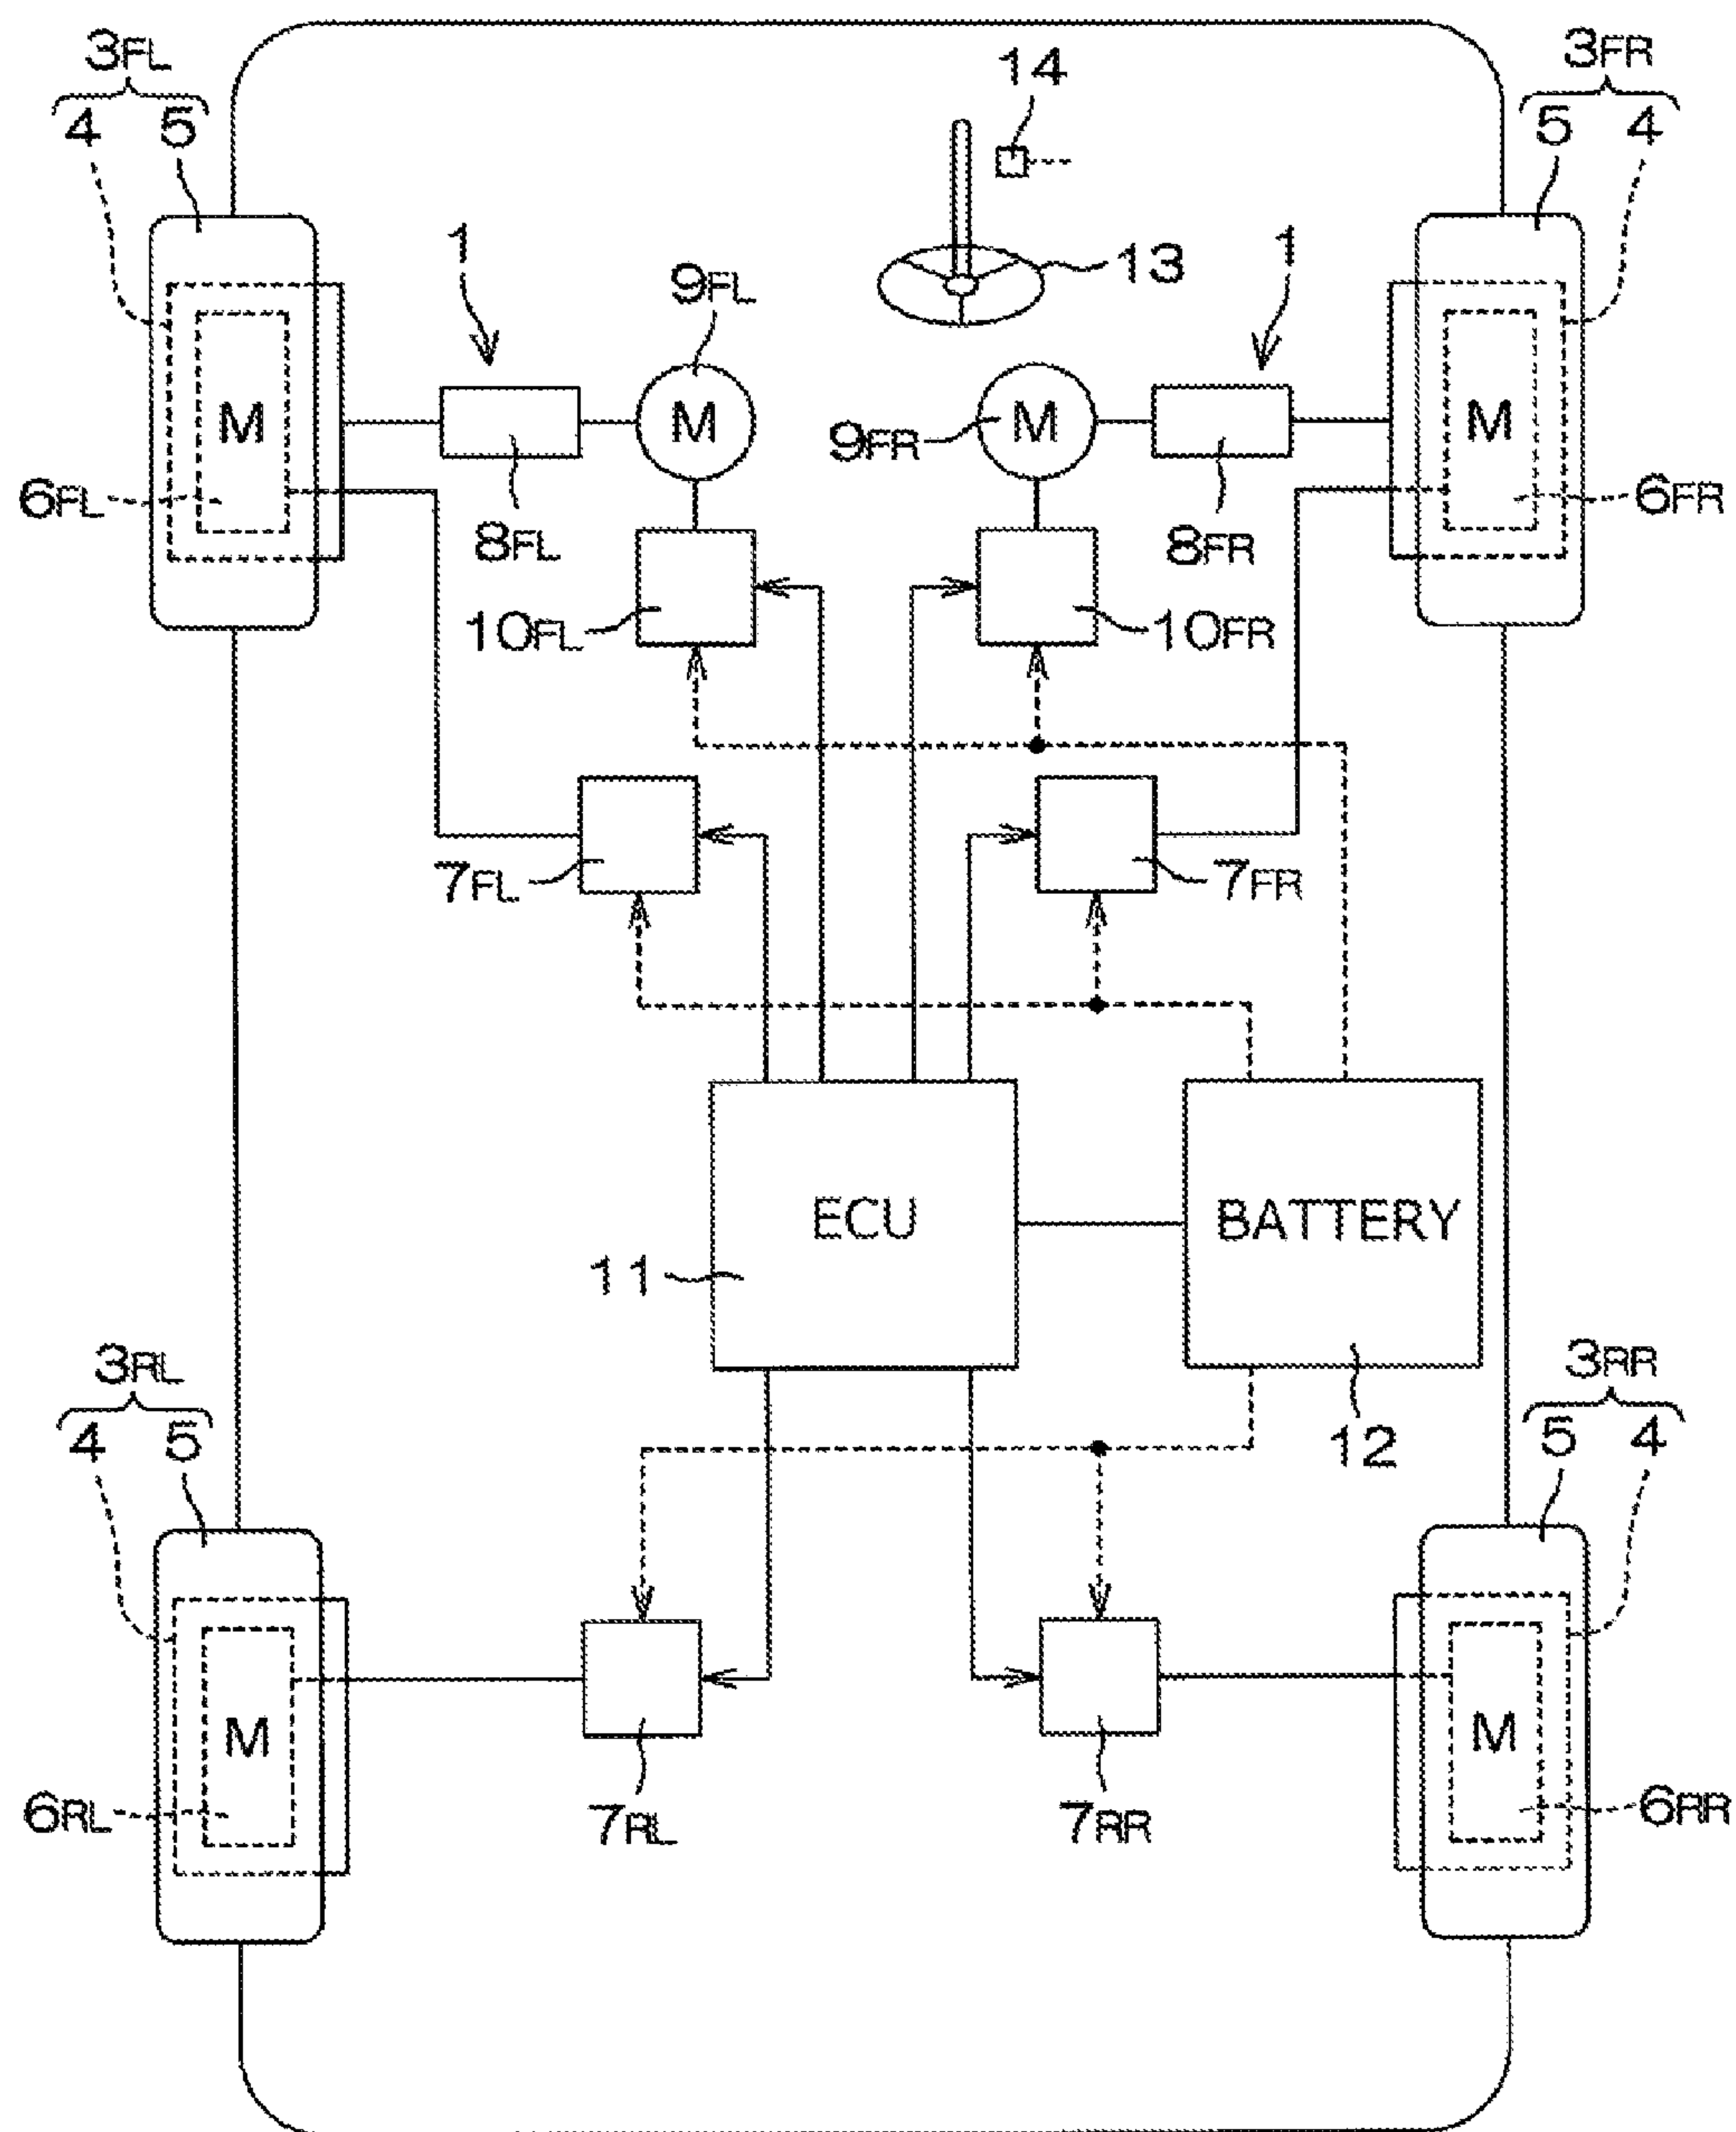 3FL 14 3FR
4 5 5 4
1 9FL 13 1
M M 9FR M M
6FL 8FL 8FR 6FR
10FL 10FR
7FL 7FR
ECU BATTERY
11
3RL 3RR
4 5 12 5 4
M M
6RL 7RL 7RR 6RR